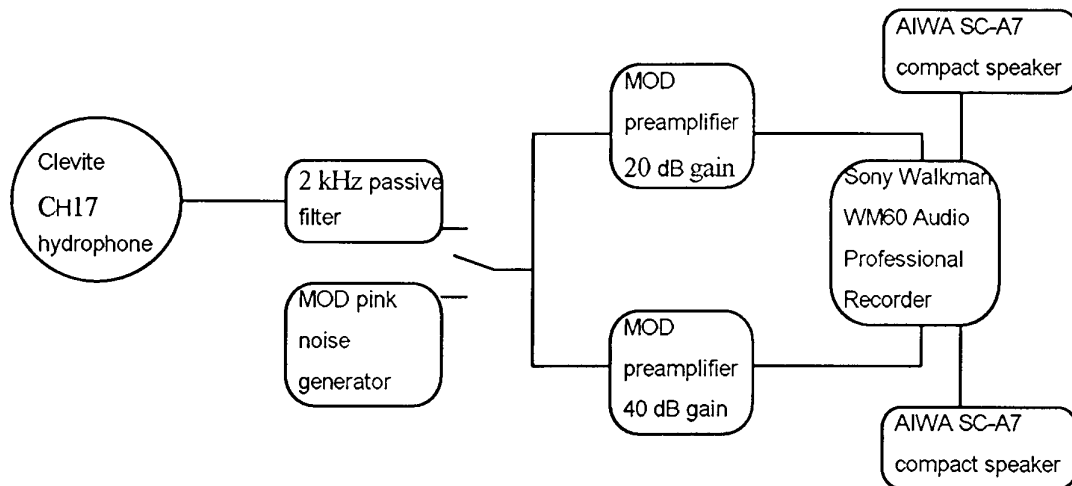 Clevite
CH17
hydrophone
2 kHz passive
filter
MOD pink
noise
generator
MOD
preamplifier
20 dB gain
MOD
preamplifier
40 dB gain
AIWA SC-A7
compact speaker
Sony Walkman
WM60 Audio
Professional
Recorder
AIWA SC-A7
compact speaker